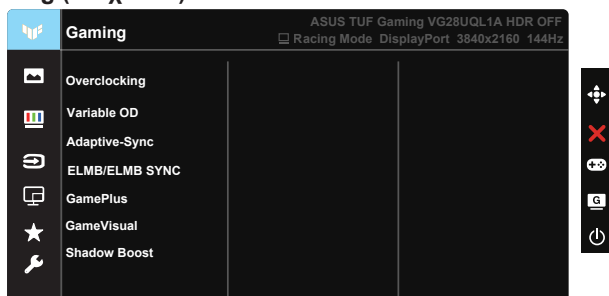 Gaming
ASUS TUF Gaming VG28UQL1A HDR OFF
Racing Mode DisplayPort 3840x2160 144Hz
Overclocking
Variable OD
Adaptive-Sync
ELMB/ELMB SYNC
GamePlus
GameVisual
Shadow Boost
G